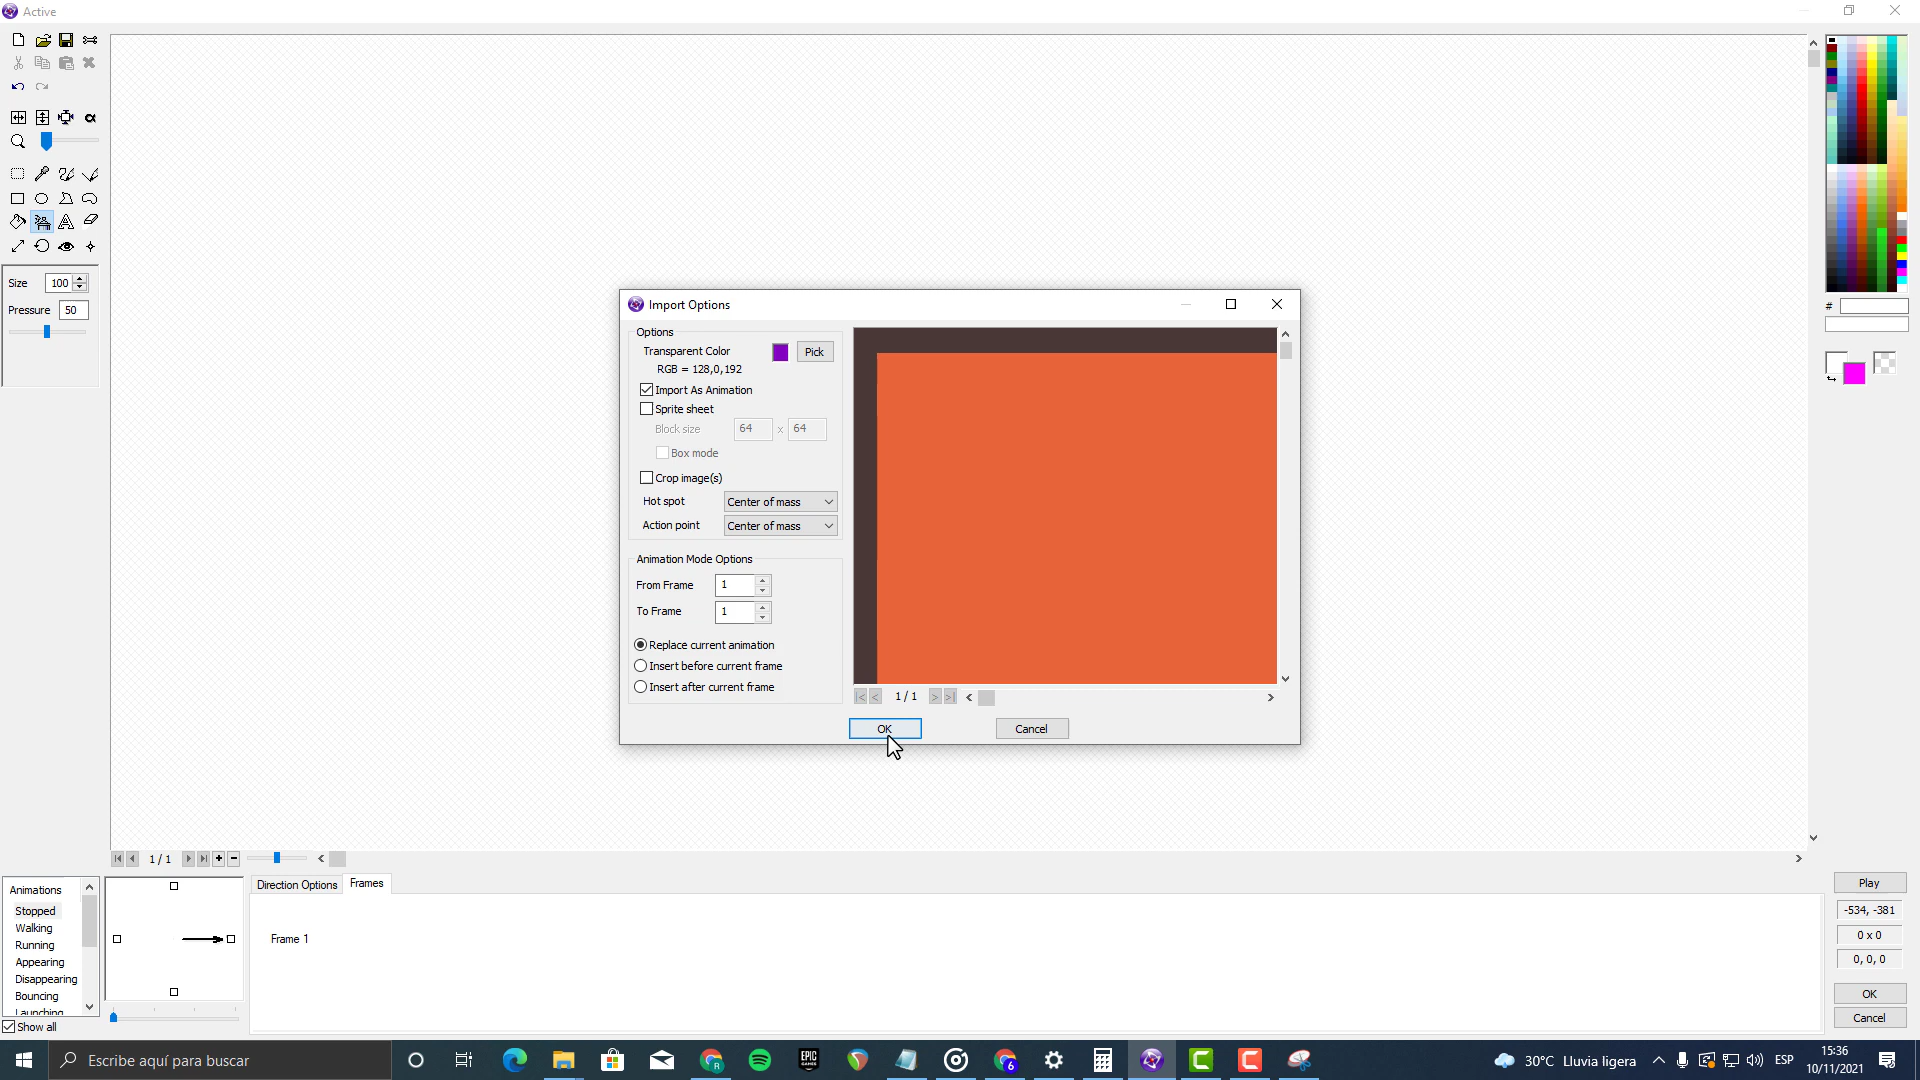 Active
Size 100
Pressure 50
#
Import Options
Options
Transparent Color Pick
RGB = 128,0,192
Import As Animation
Sprite sheet
Block size 64 x 64
Box mode
Crop image(s)
Hot spot Center of mass
Action point Center of mass
Animation Mode Options
From Frame 1
To Frame 1
Replace current animation
Insert before current frame
Insert after current frame
1/1
OK Cancel
1/1
Animations
Stopped
Walking
Running
Appearing
Disappearing
Bouncing
Launching
Show all
Direction Options Frames
Frame 1
Play
-534, -381
0 x 0
0, 0, 0
OK
Cancel
Escribe aquí para buscar
EPIC GAMES
R
6
30°C Lluvia ligera
ESP
15:36
10/11/2021